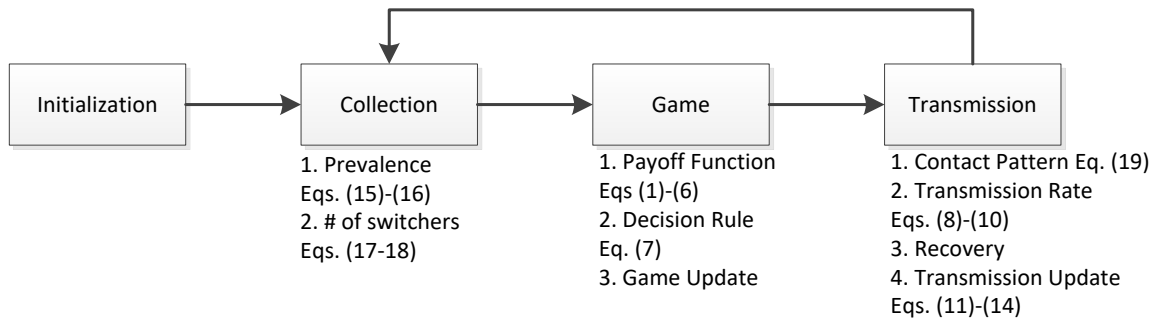 Initialization
Collection
Game
Transmission
1. Prevalence
Eqs. (15)-(16)
2. # of switchers
Eqs. (17-18)
1. Payoff Function
Eqs (1)-(6)
2. Decision Rule
Eq. (7)
3. Game Update
1. Contact Pattern Eq. (19)
2. Transmission Rate
Eqs. (8)-(10)
3. Recovery
4. Transmission Update
Eqs. (11)-(14)